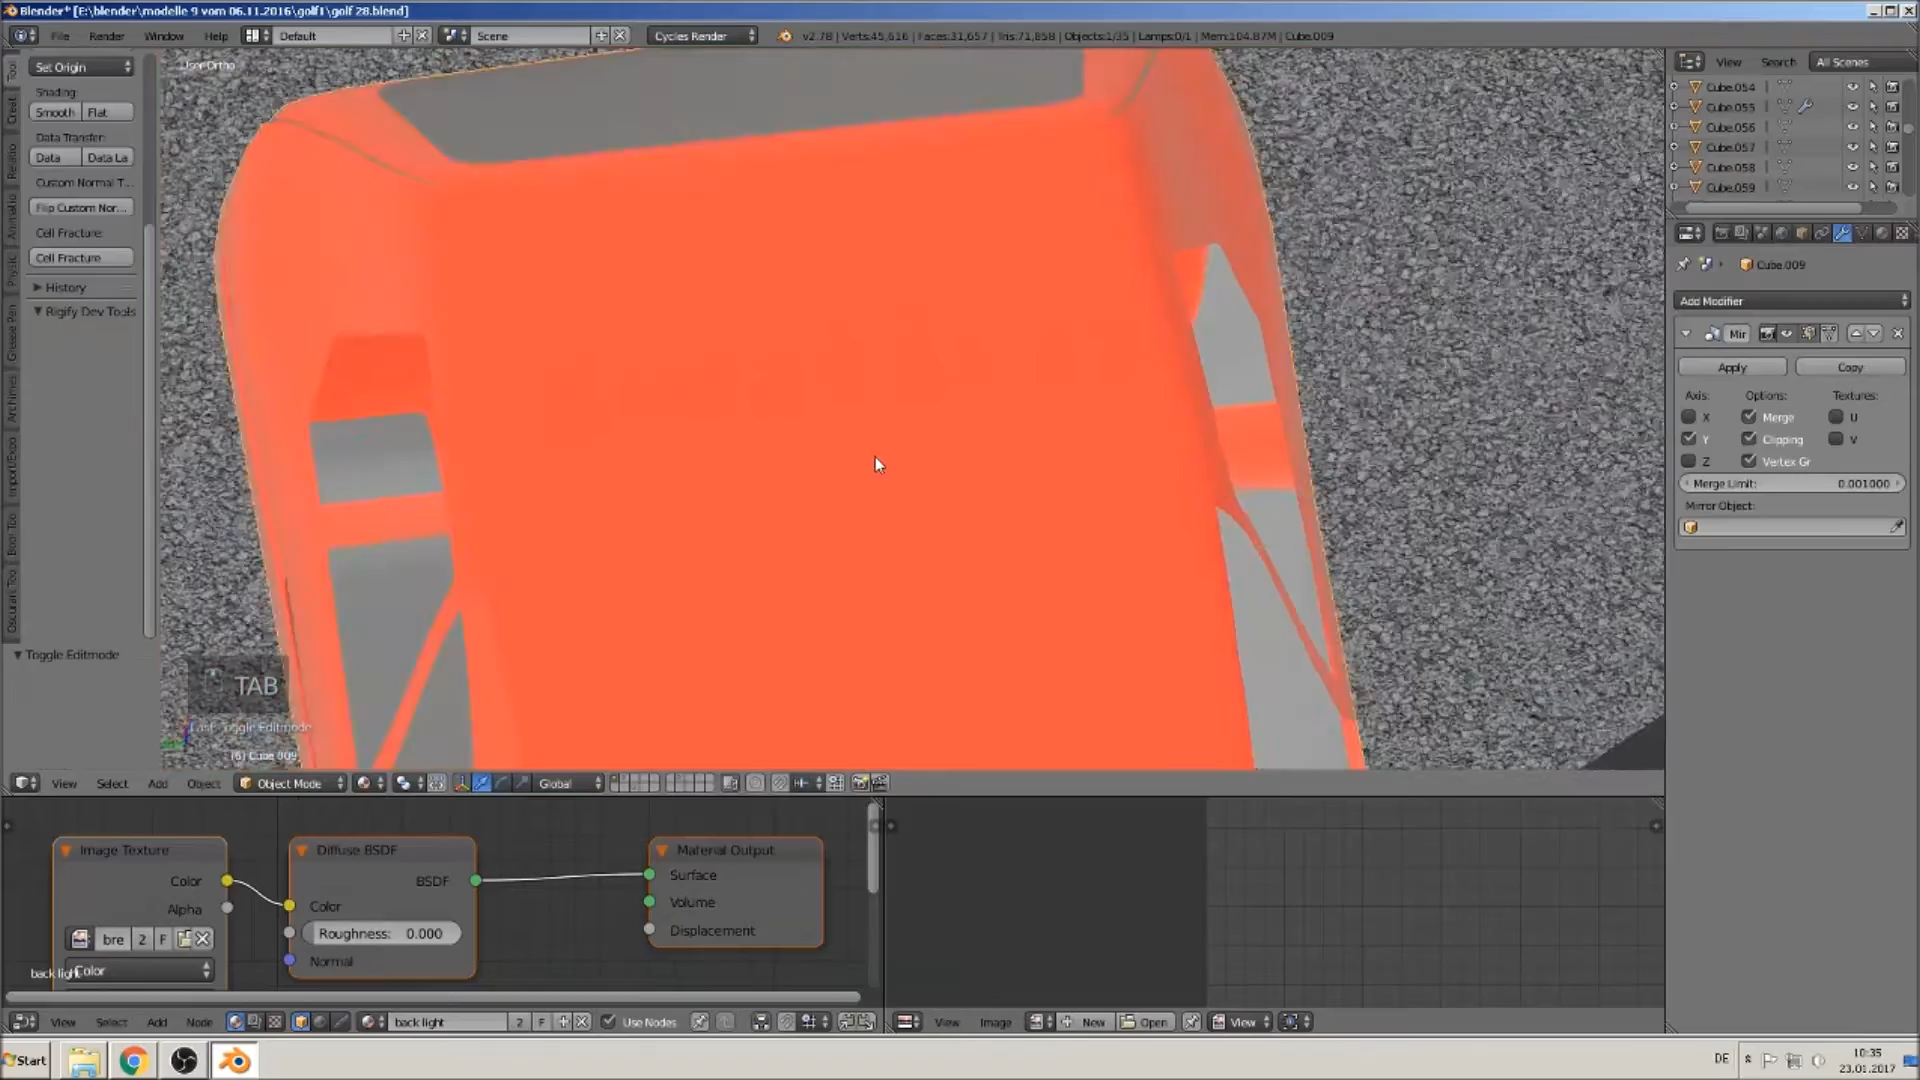 Blender* [E:\blender\modelle 9 vom 06.11.2016\golf1\golf 28.blend]
File Render Window Help Default Scene Cycles Render v2.78 | Verts:45,616 | Faces:31,657 | Tris:71,858 | Objects:1/35 | Lamps:0/1 | Mem:104.87M | Cube.009
User Ortho
Set Origin
Shading:
Smooth Flat
Data Transfer:
Data Data La
Custom Normal T...
Flip Custom Nor...
Cell Fracture:
Cell Fracture
History
Rigify Dev Tools
Toggle Editmode
TAB
Last: Toggle Editmode
(6) Cube.009
View Search All Scenes
Cube.054
Cube.055
Cube.056
Cube.057
Cube.058
Cube.059
Cube.009
Add Modifier
Mir
Apply Copy
Axis: Options: Textures:
X Merge U
Y Clipping V
Z Vertex Gr
Merge Limit: 0.001000
Mirror Object:
View Select Add Object Object Mode Global
Image Texture
Color
Alpha
bre 2 F
Color
back light
Diffuse BSDF
BSDF
Color
Roughness: 0.000
Normal
Material Output
Surface
Volume
Displacement
View Select Add Node back light 2 F Use Nodes
View Image New Open View
Start
DE
10:35
23.01.2017